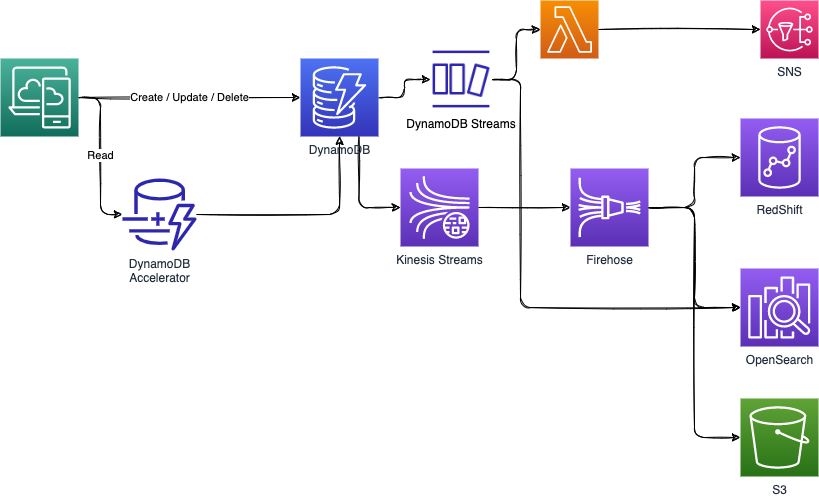 SNS
Create / Update / Delete
DynamoDB Streams
DynamoDB
Read
RedShift
DynamoDB
Accelerator
Kinesis Streams
Firehose
OpenSearch
S3